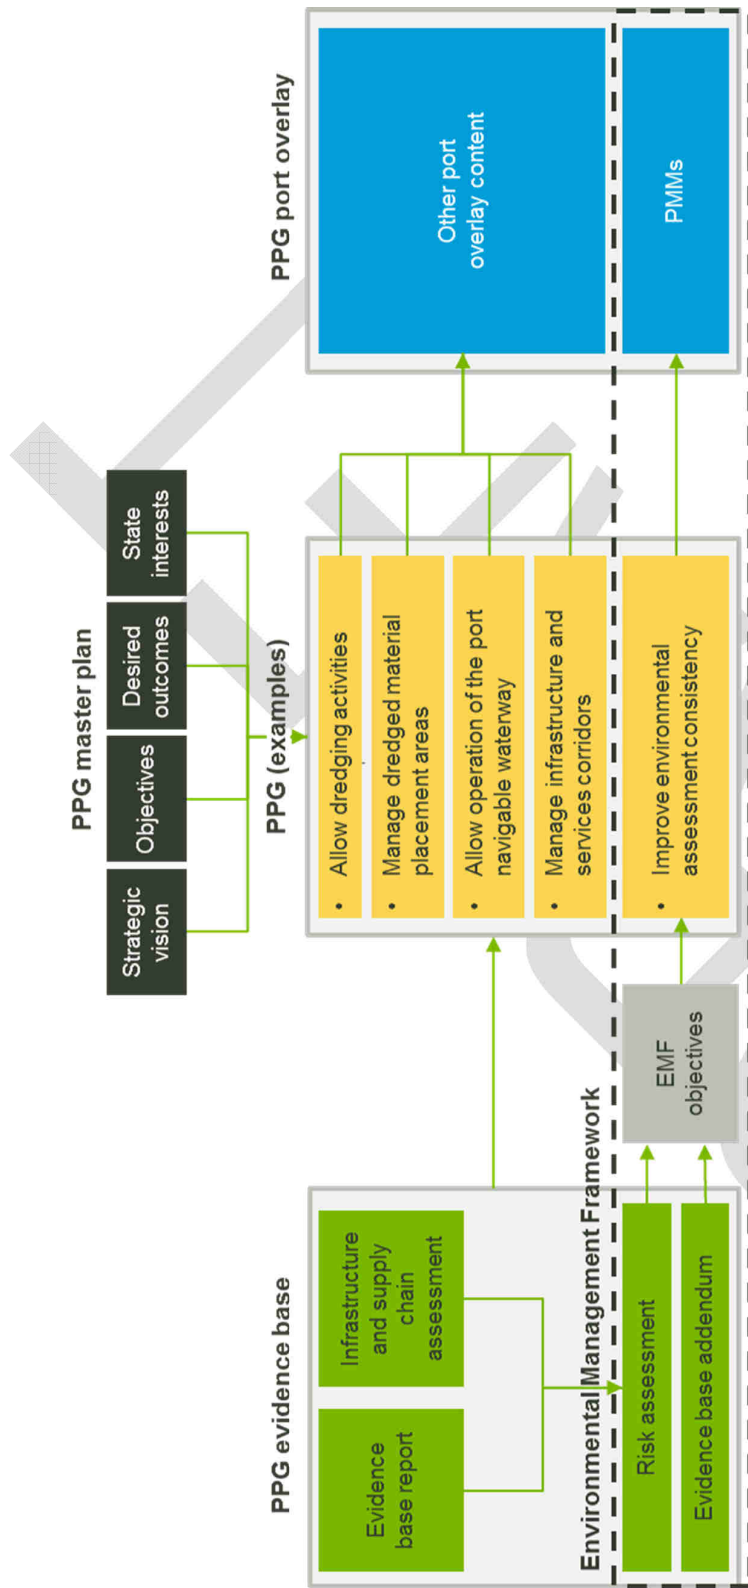 PPG master plan
Strategic
vision
Objectives
Desired
outcomes
State
interests
PPG evidence base
Evidence
base report
Infrastructure
and supply
chain
assessment
Environmental Management Framework
Risk assessment
Evidence base addendum
EMF
objectives
PPG (examples)
• Allow dredging activities
• Manage dredged material
placement areas
• Allow operation of the port
navigable waterway
• Manage infrastructure and
services corridors
• Improve environmental
assessment consistency
PPG port overlay
Other port
overlay content
PMMs